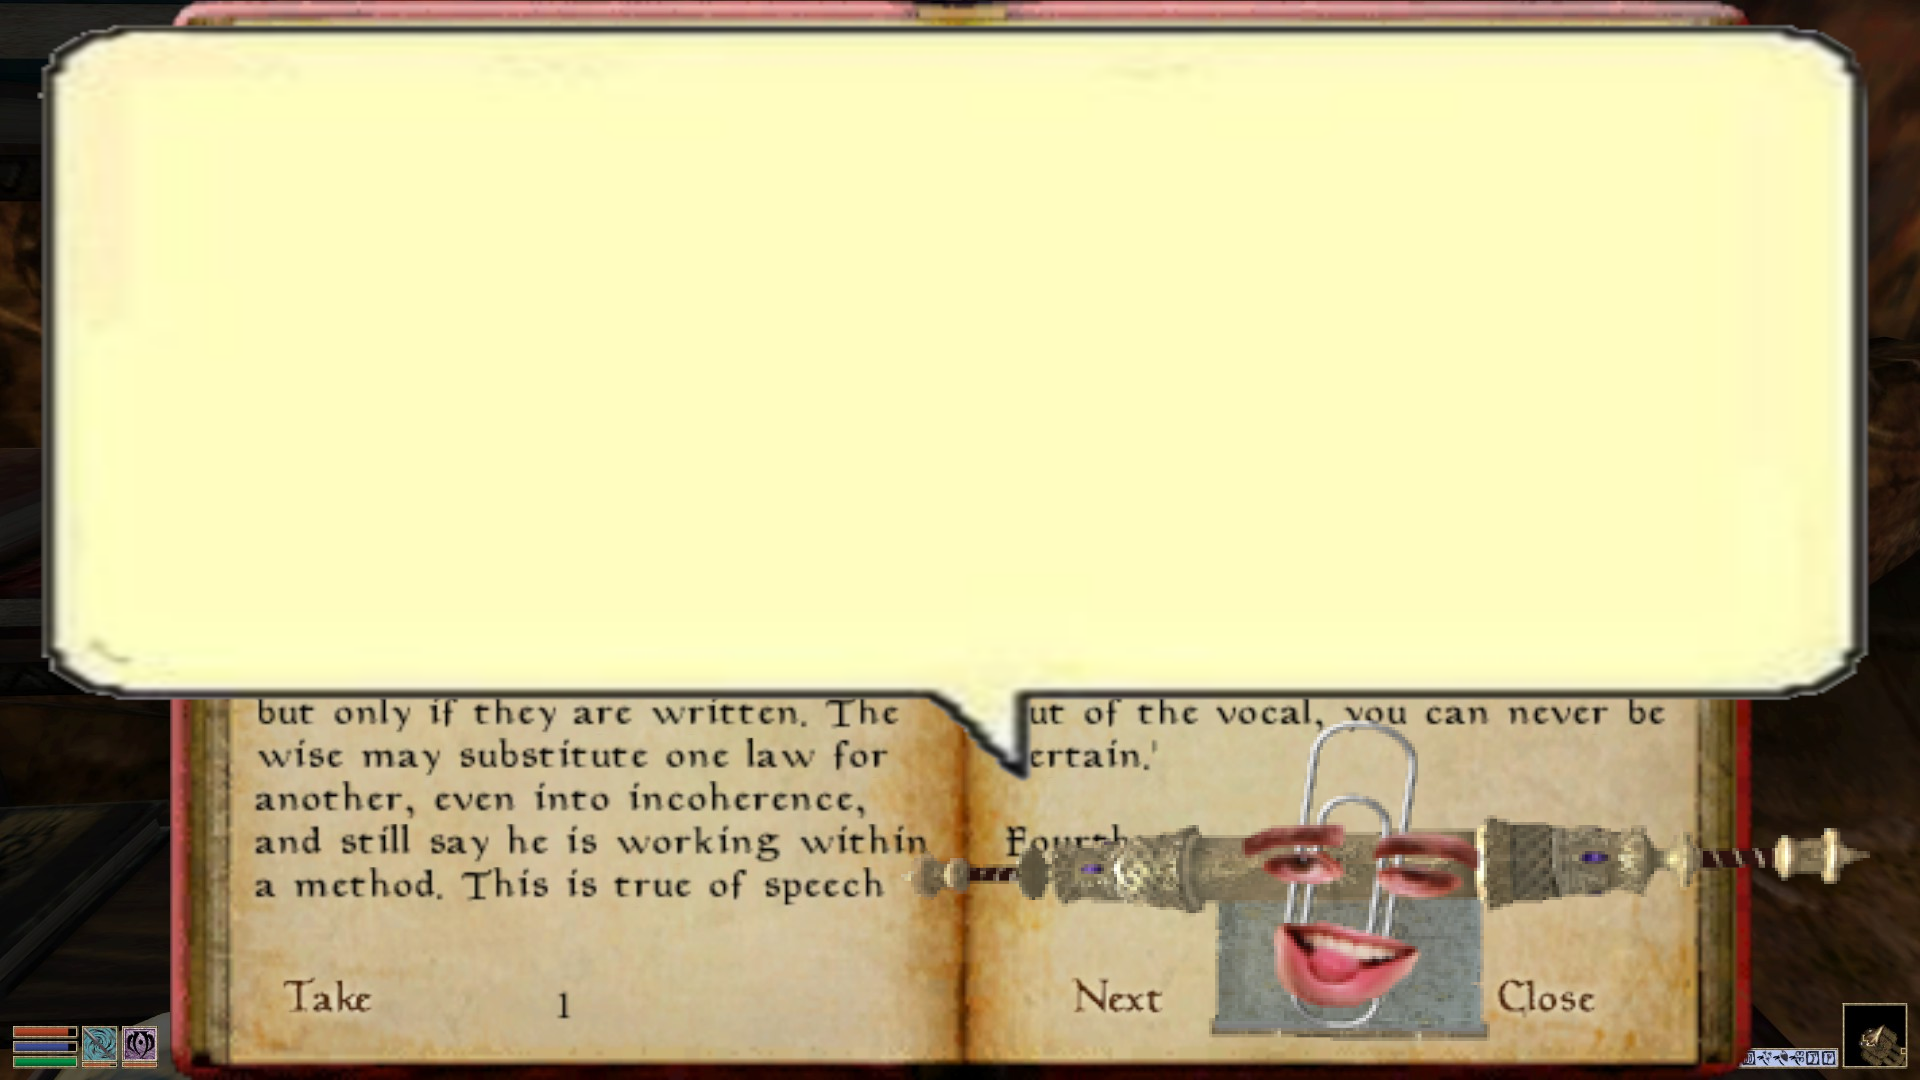 but only if they are written. The
wise may substitute one law for
another, even into incoherence,
and still say he is working within
a method. This is true of speech
Take
1
ut of the vocal, you can never be
ertain.'
Fourth
Next
Close